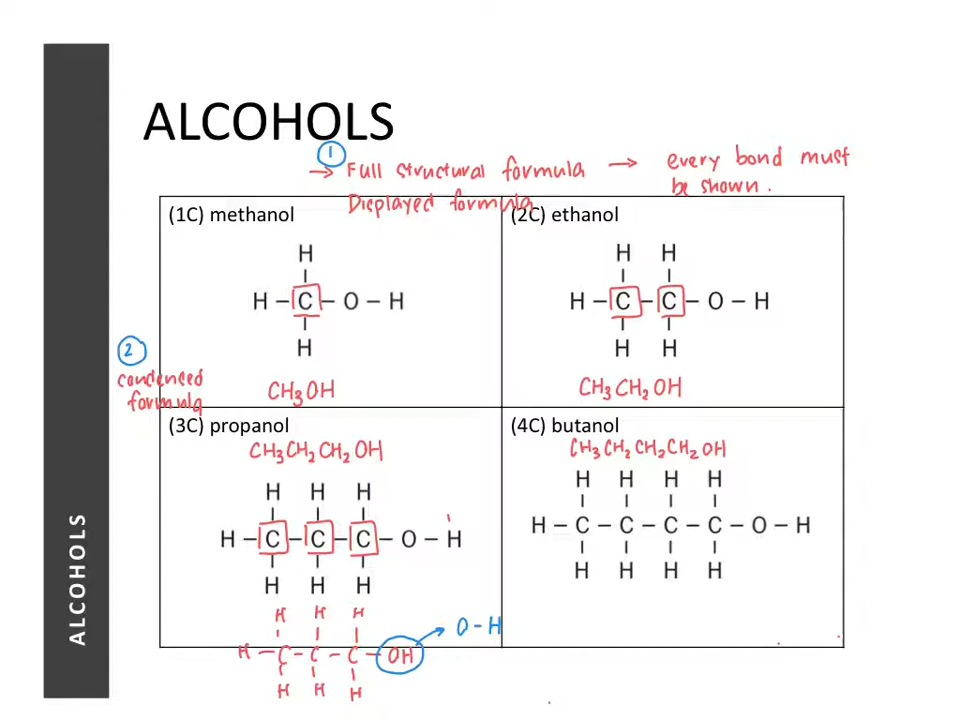 ALCOHOLS
1
→ Full structural formula → every bond must
be shown.
Displayed formula
(1C) methanol
H
H – C – O – H
H
CH3OH
(2C) ethanol
H H
H – C – C – O – H
H H
CH3CH2OH
2
condensed
formula
(3C) propanol
CH3CH2CH2OH
H H H
H – C – C – C – O – H
H H H
H H H
H – C – C – C – OH
O-H
H H H
(4C) butanol
CH3CH2CH2CH2OH
H H H H
H – C – C – C – C – O – H
H H H H
ALCOHOLS